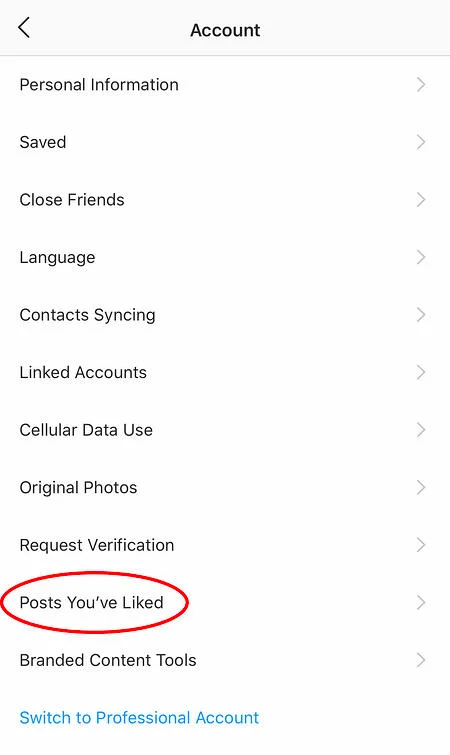 Account
Personal Information
Saved
Close Friends
Language
Contacts Syncing
Linked Accounts
Cellular Data Use
Original Photos
Request Verification
Posts You’ve Liked
Branded Content Tools
Switch to Professional Account